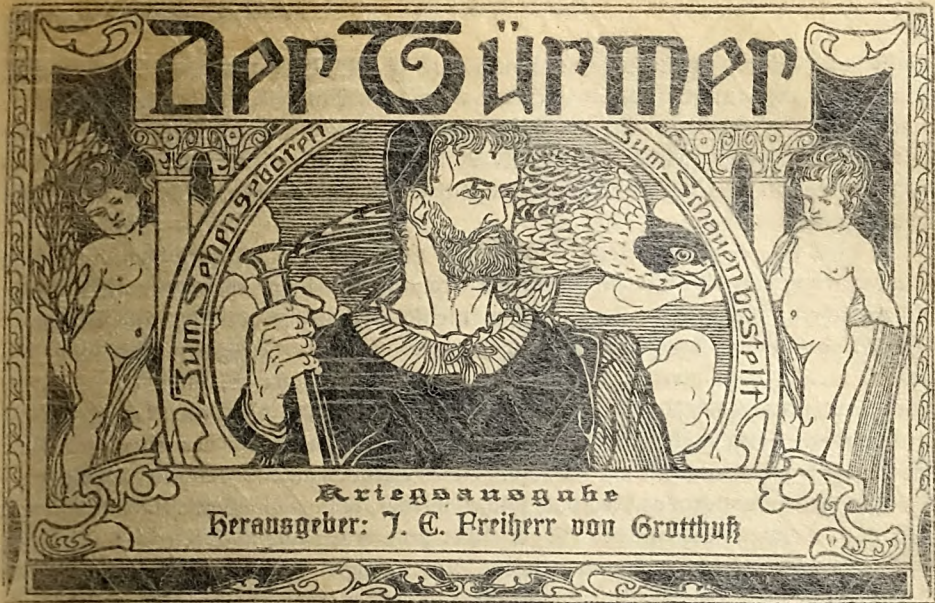 Der Türmer
Zum Sehen geboren
Zum Schauen bestellt
Kriegsausgabe
Herausgeber: J. E. Freiherr von Grotthuß